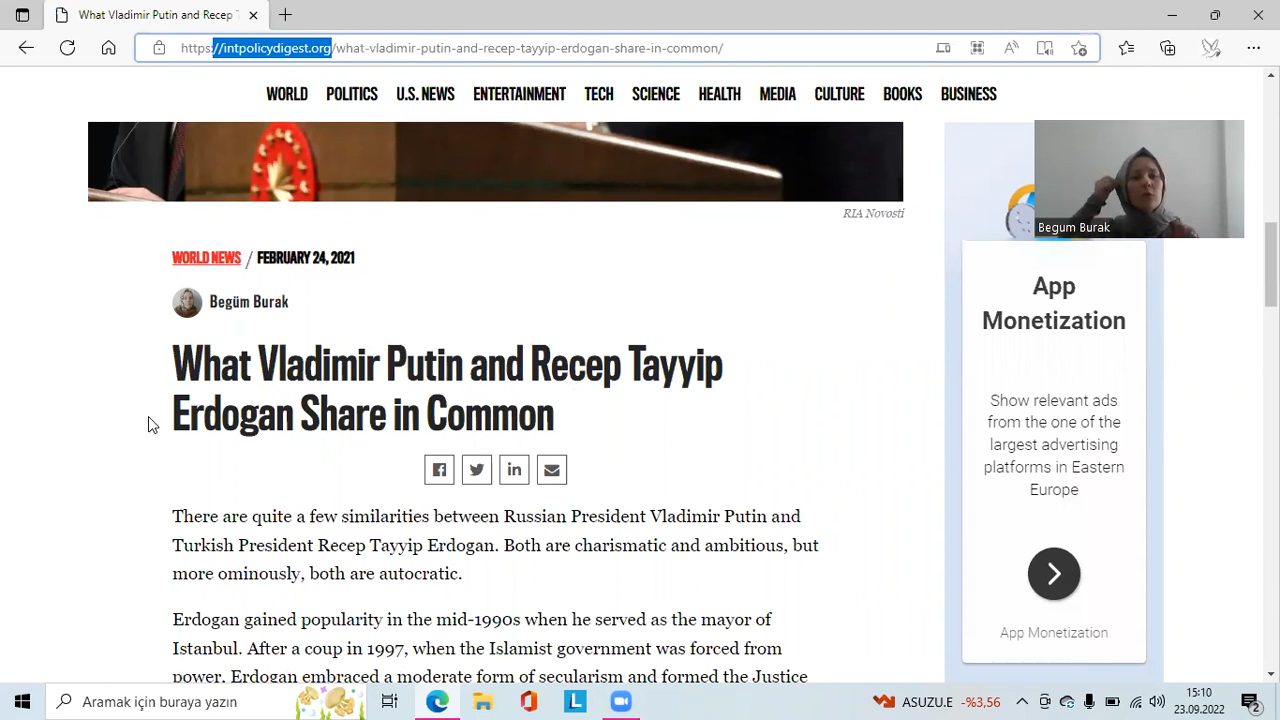 What Vladimir Putin and Recep T
https://intpolicydigest.org/what-vladimir-putin-and-recep-tayyip-erdogan-share-in-common/
WORLD POLITICS U.S. NEWS ENTERTAINMENT TECH SCIENCE HEALTH MEDIA CULTURE BOOKS BUSINESS
RIA Novosti
Begum Burak
WORLD NEWS / FEBRUARY 24, 2021
Begüm Burak
What Vladimir Putin and Recep Tayyip
Erdogan Share in Common
There are quite a few similarities between Russian President Vladimir Putin and
Turkish President Recep Tayyip Erdogan. Both are charismatic and ambitious, but
more ominously, both are autocratic.
Erdogan gained popularity in the mid-1990s when he served as the mayor of
Istanbul. After a coup in 1997, when the Islamist government was forced from
power, Erdogan embraced a moderate form of secularism and formed the Justice
App
Monetization
Show relevant ads
from the one of the
largest advertising
platforms in Eastern
Europe
App Monetization
Aramak için buraya yazın
ASUZU.E -%3,56
15:10
23.09.2022
2